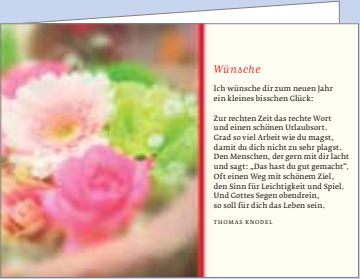 Wünsche
Ich wünsche dir zum neuen Jahr
ein kleines bisschen Glück:
Zur rechten Zeit das rechte Wort
und einen schönen Urlaubsort.
Grad so viel Arbeit wie du magst,
damit du dich nicht zu sehr plagst.
Den Menschen, der gern mit dir lacht
und sagt: „Das hast du gut gemacht“.
Oft einen Weg mit schönem Ziel,
den Sinn für Leichtigkeit und Spiel.
Und Gottes Segen obendrein,
so soll für dich das Leben sein.
THOMAS KNODEL